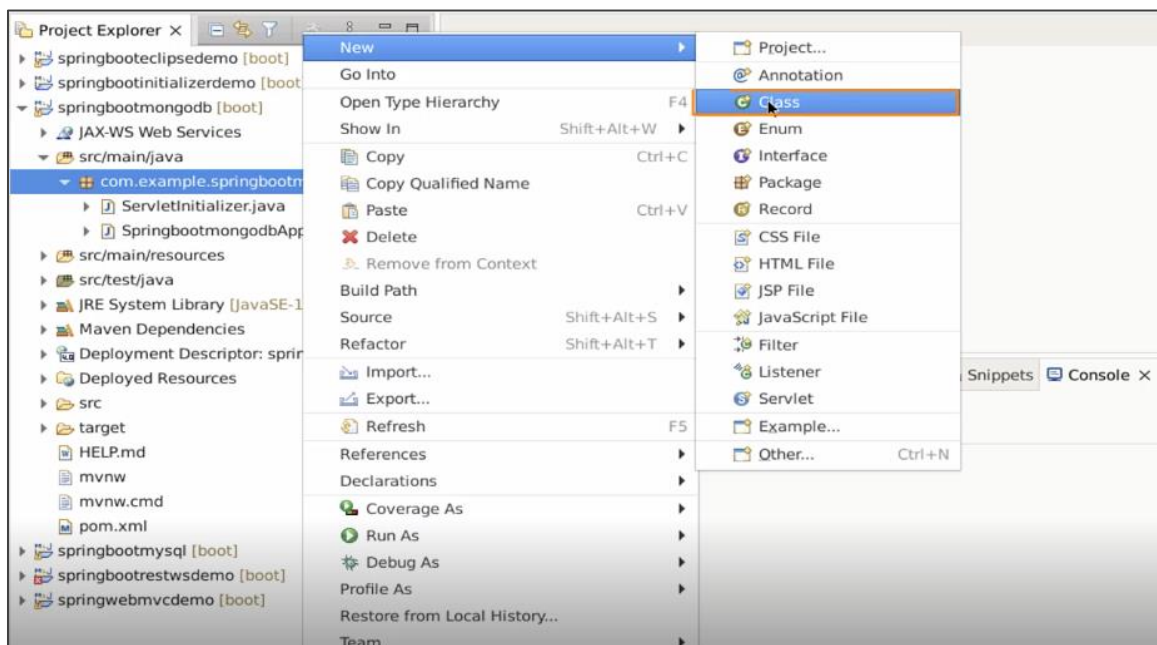 Project Explorer ×
springbooteclipsedemo [boot]
springbootinitializerdemo [boot
springbootmongodb [boot]
JAX-WS Web Services
src/main/java
com.example.springbootm
ServletInitializer.java
SpringbootmongodbApp
src/main/resources
src/test/java
JRE System Library [JavaSE-1
Maven Dependencies
Deployment Descriptor: sprin
Deployed Resources
src
target
HELP.md
mvnw
mvnw.cmd
pom.xml
springbootmysql [boot]
springbootrestwsdemo [boot]
springwebmvcdemo [boot]
New
Go Into
Open Type Hierarchy F4
Show In Shift+Alt+W
Copy Ctrl+C
Copy Qualified Name
Paste Ctrl+V
Delete
Remove from Context
Build Path
Source Shift+Alt+S
Refactor Shift+Alt+T
Import...
Export...
Refresh F5
References
Declarations
Coverage As
Run As
Debug As
Profile As
Restore from Local History...
Team
Project...
Annotation
Class
Enum
Interface
Package
Record
CSS File
HTML File
JSP File
JavaScript File
Filter
Listener
Servlet
Example...
Other... Ctrl+N
Snippets Console ×